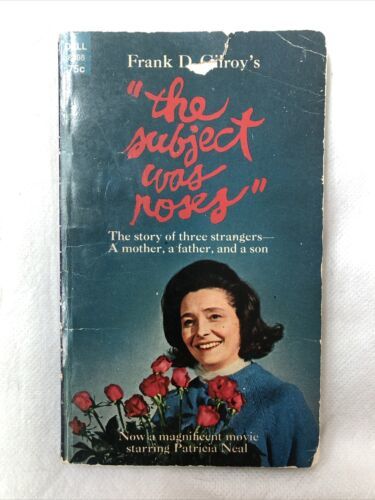 DELL
75c
Frank D. Gilroy's
"the
subject
was
roses"
The story of three strangers—
A mother, a father, and a son
Now a magnificent movie
starring Patricia Neal